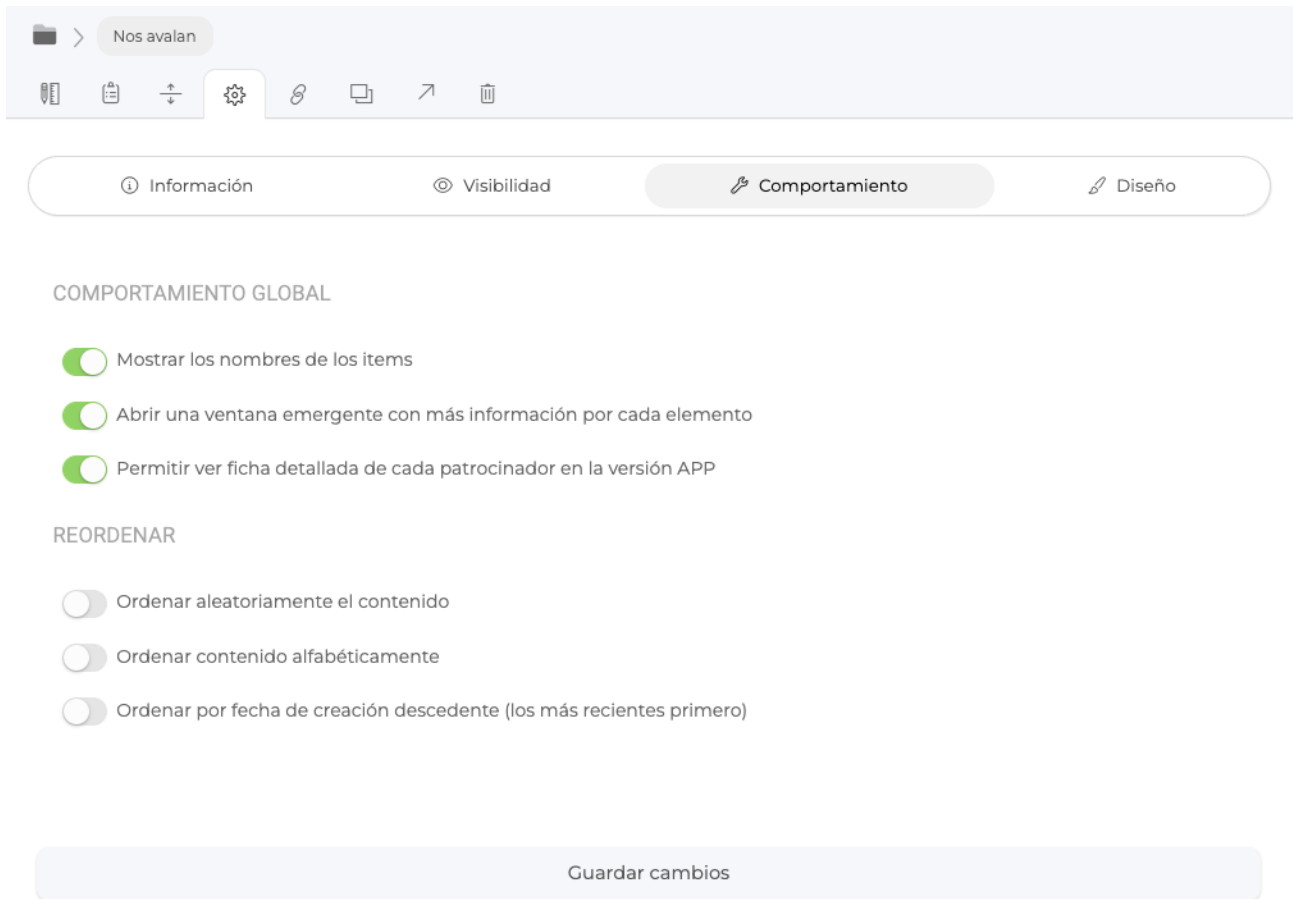 Nos avalan
Información
Visibilidad
Comportamiento
Diseño
COMPORTAMIENTO GLOBAL
Mostrar los nombres de los items
Abrir una ventana emergente con más información por cada elemento
Permitir ver ficha detallada de cada patrocinador en la versión APP
REORDENAR
Ordenar aleatoriamente el contenido
Ordenar contenido alfabéticamente
Ordenar por fecha de creación descedente (los más recientes primero)
Guardar cambios